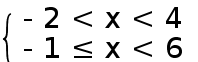 - 2 < x < 4
- 1 ≤ x < 6